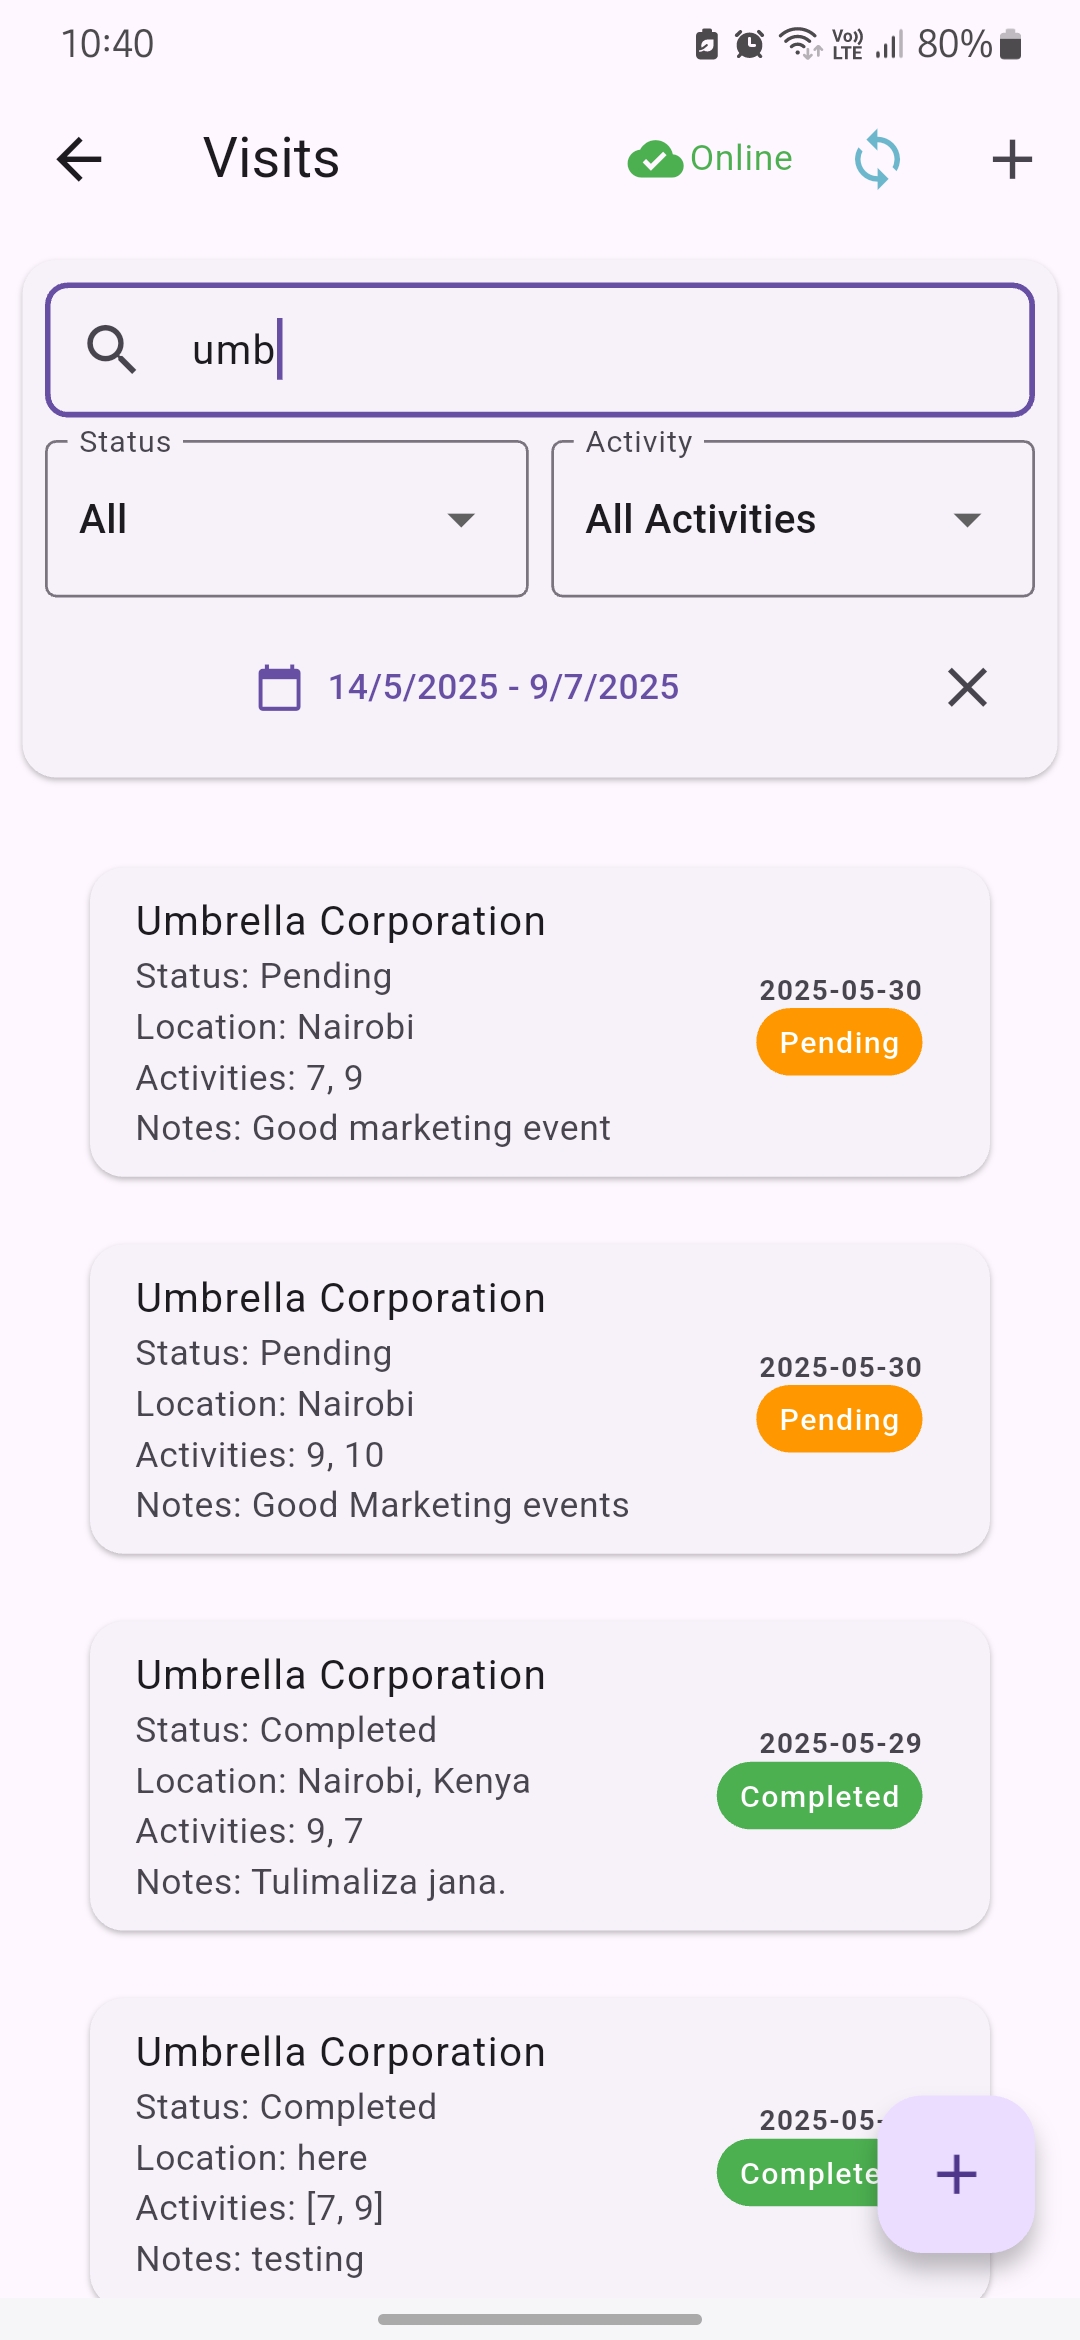 10:40
Vo)) LTE
80%
Visits
Online
umb
Status
Activity
All
All Activities
14/5/2025 - 9/7/2025
Umbrella Corporation
Status: Pending
Location: Nairobi
Activities: 7, 9
Notes: Good marketing event
2025-05-30
Pending
Umbrella Corporation
Status: Pending
Location: Nairobi
Activities: 9, 10
Notes: Good Marketing events
2025-05-30
Pending
Umbrella Corporation
Status: Completed
Location: Nairobi, Kenya
Activities: 9, 7
Notes: Tulimaliza jana.
2025-05-29
Completed
Umbrella Corporation
Status: Completed
Location: here
Activities: [7, 9]
Notes: testing
2025-05-
Complete